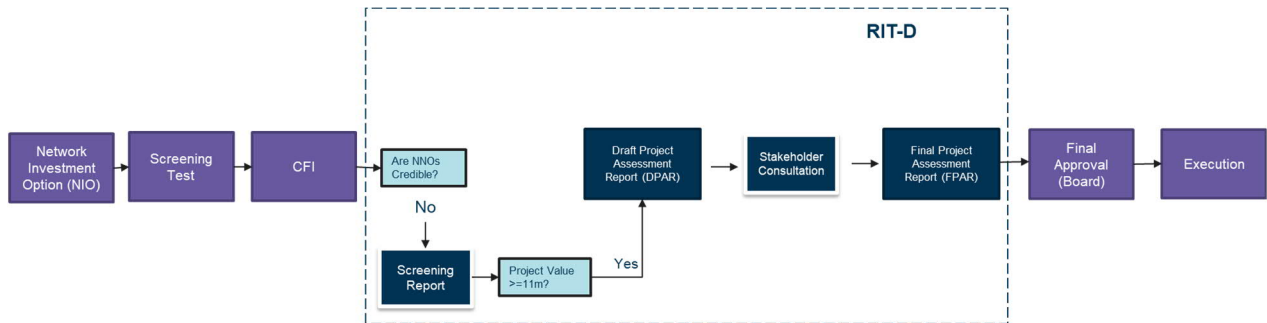 RIT-D
Network
Investment
Option (NIO)
Screening
Test
CFI
Are NNOs
Credible?
No
Screening
Report
Project Value
>=11m?
Yes
Draft Project
Assessment
Report (DPAR)
Stakeholder
Consultation
Final Project
Assessment
Report (FPAR)
Final
Approval
(Board)
Execution